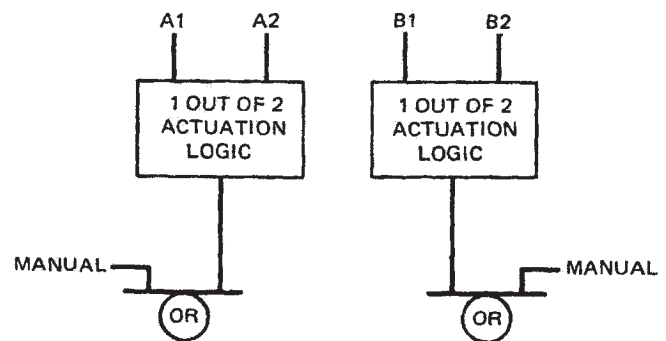 A1 A2 B1 B2
1 OUT OF 2
ACTUATION
LOGIC
1 OUT OF 2
ACTUATION
LOGIC
MANUAL
MANUAL
OR
OR